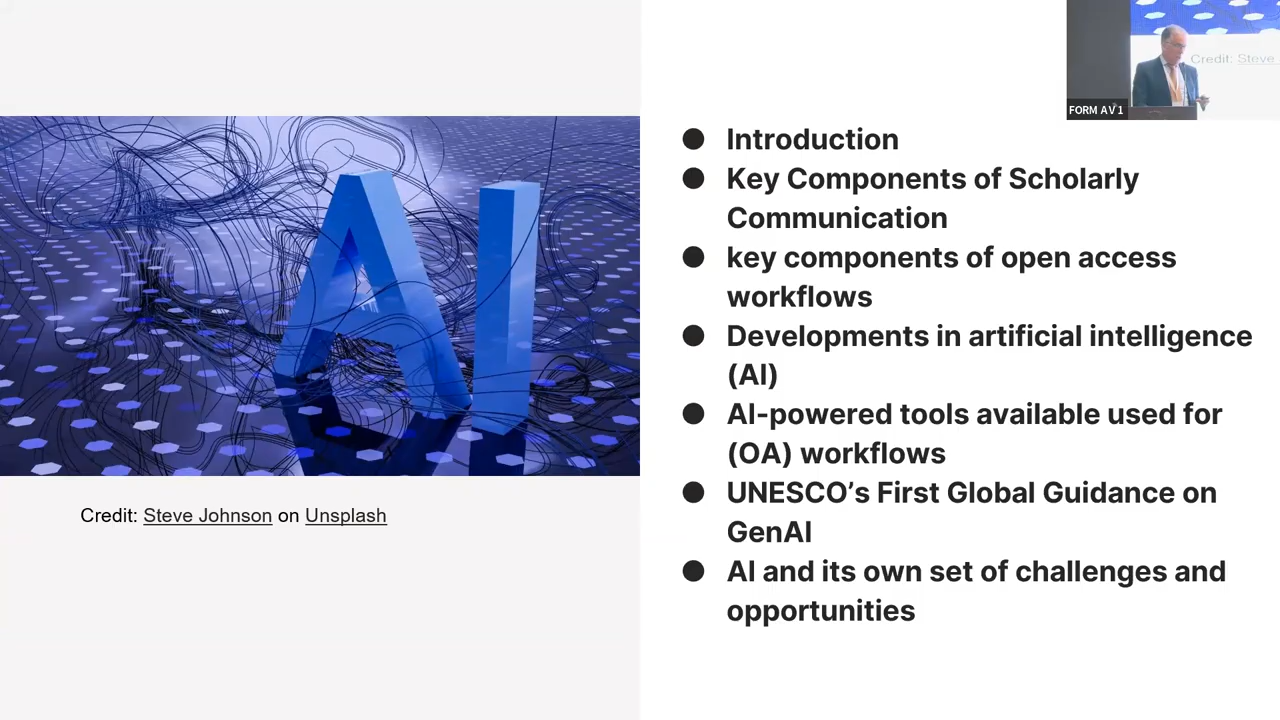 Credit: Steve
FORM AV 1
Introduction
Key Components of Scholarly
Communication
key components of open access
workflows
Developments in artificial intelligence
(AI)
AI-powered tools available used for
(OA) workflows
UNESCO’s First Global Guidance on
GenAI
AI and its own set of challenges and
opportunities
AI
Credit: Steve Johnson on Unsplash